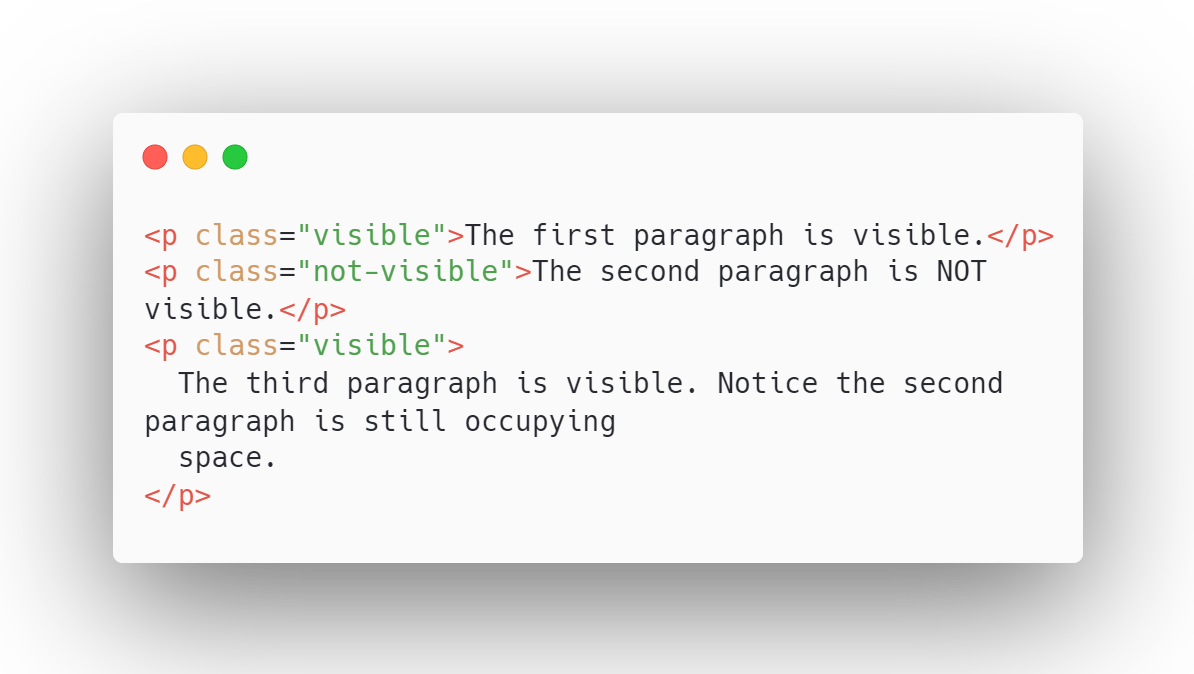 <p class="visible">The first paragraph is visible.</p>
<p class="not-visible">The second paragraph is NOT
visible.</p>
<p class="visible">
  The third paragraph is visible. Notice the second
paragraph is still occupying
  space.
</p>